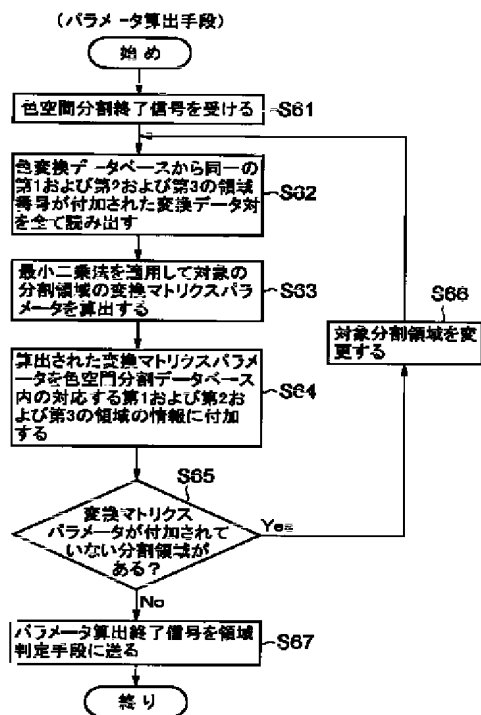 (パラメータ算出手段)
始め
色空間分割終了信号を受ける
S61
色変換データベースから同一の
第1および第2および第3の領域
番号が付加された変換データ対
を全て読み出す
S62
最小二乗法を適用して対象の
分割領域の変換マトリクスパラ
メータを算出する
S63
S66
対象分割領域を変
更する
算出された変換マトリクスパラ
メータを色空間分割データベース
内の対応する第1および第2お
よび第3の領域の情報に付加
する
S64
S65
変換マトリクス
パラメータが付加されて
いない分割領域が
ある?
Yes
No
パラメータ算出終了信号を領域
判定手段に送る
S67
終り